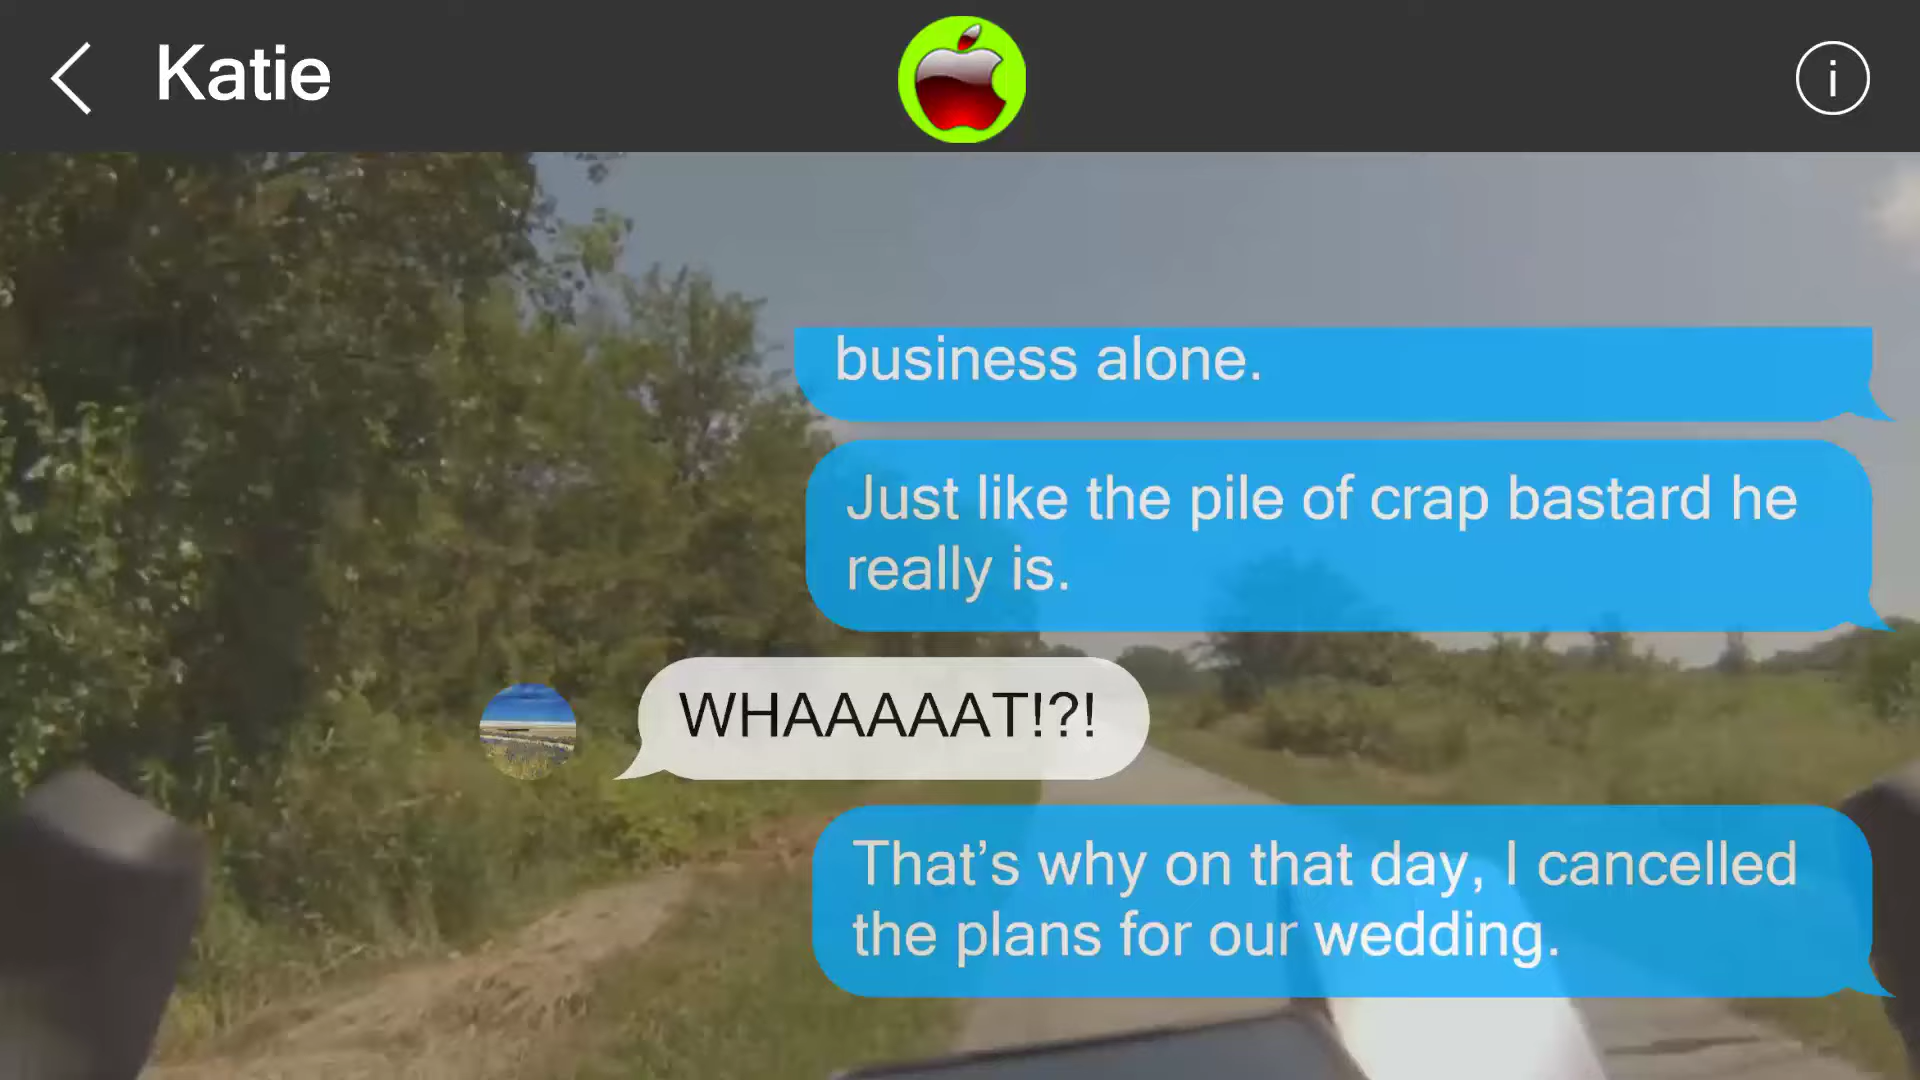 Katie
i
business alone.
Just like the pile of crap bastard he
really is.
WHAAAAAT!?!
That’s why on that day, I cancelled
the plans for our wedding.